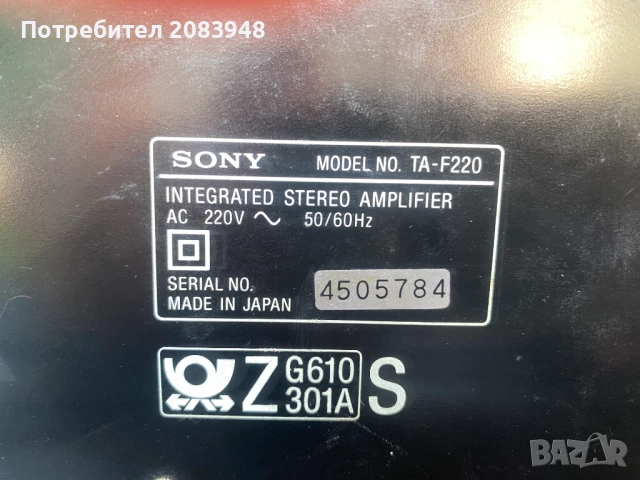 Потребител 2083948
SONY MODEL NO. TA-F220
INTEGRATED STEREO AMPLIFIER
AC 220V ~ 50/60Hz
SERIAL NO. 4505784
MADE IN JAPAN
Z G610 301A S
BAZAR